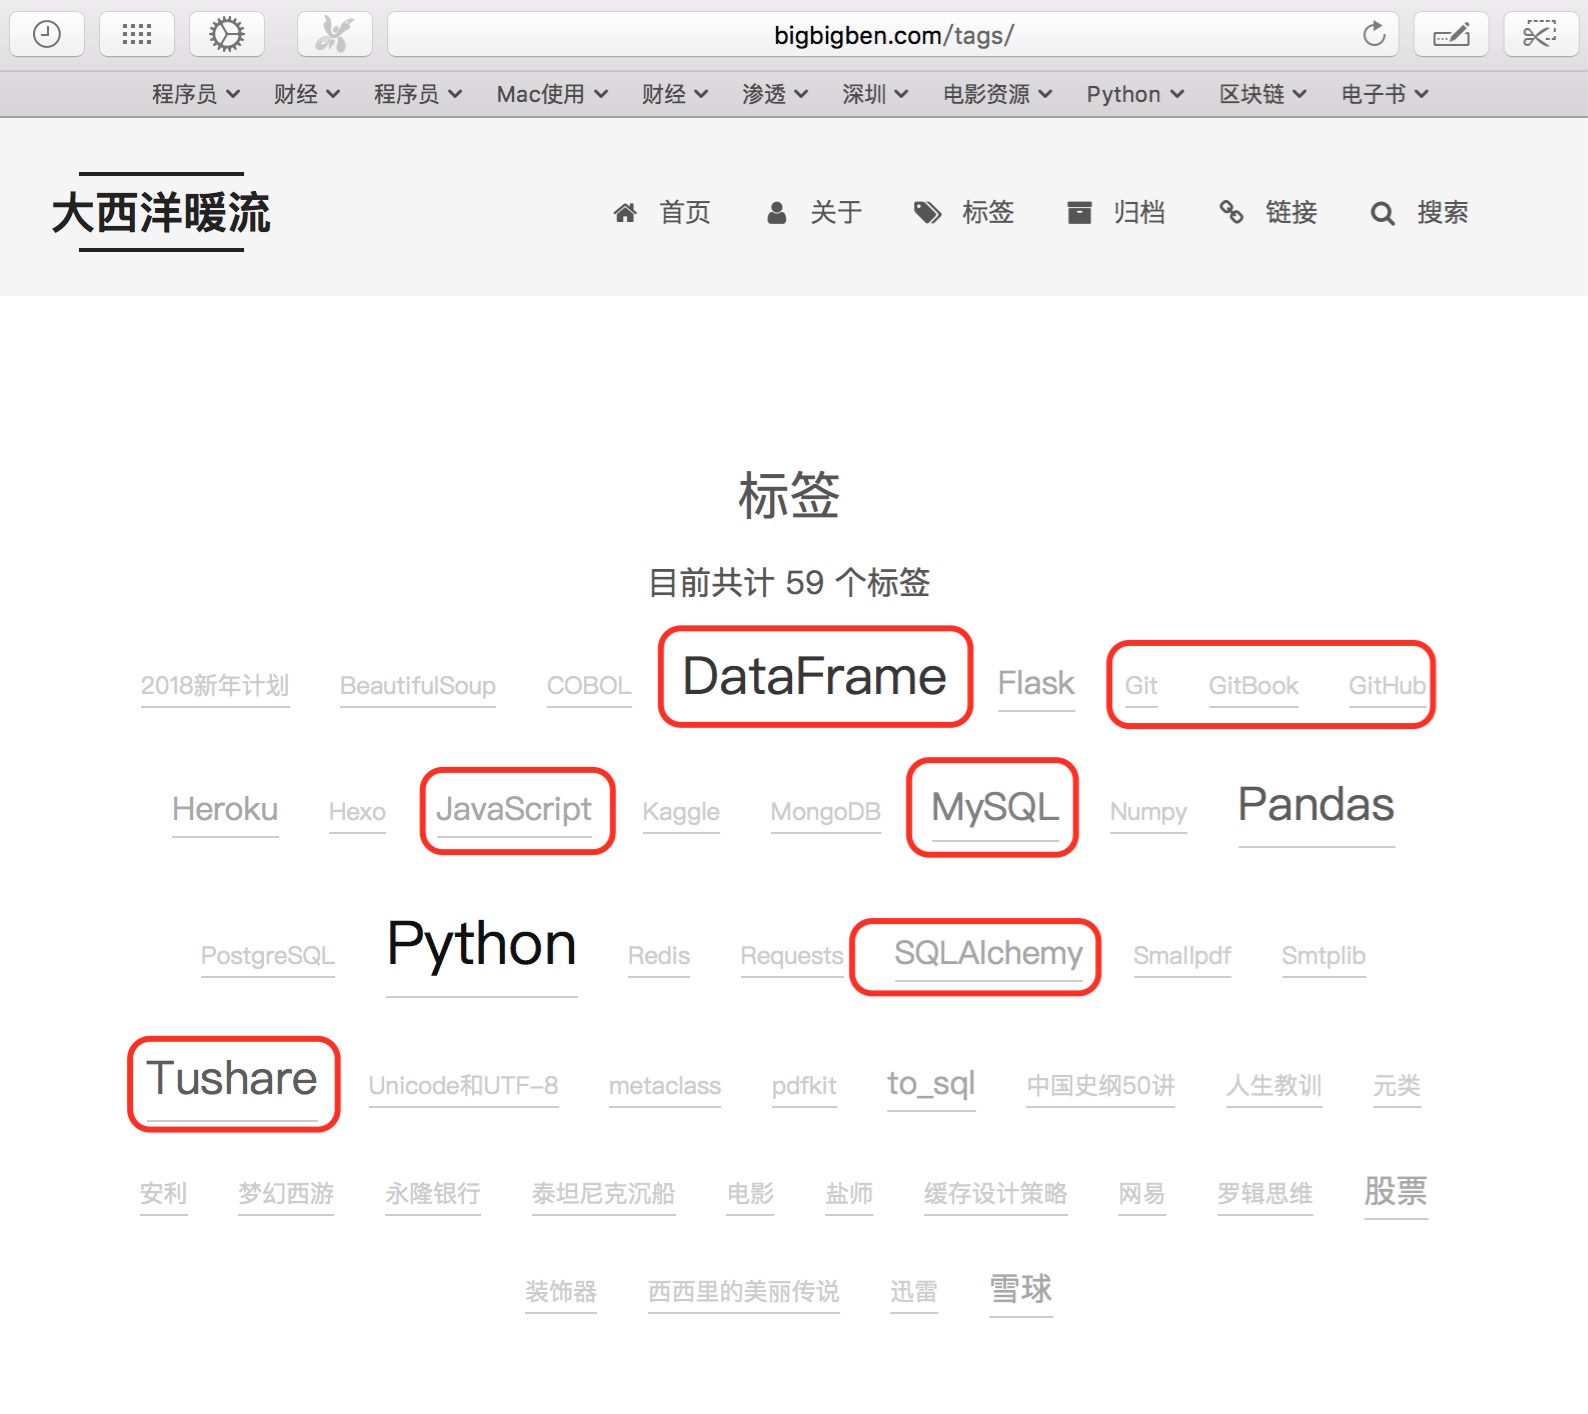 bigbigben.com/tags/
程序员 财经 程序员 Mac使用 财经 渗透 深圳 电影资源 Python 区块链 电子书
大西洋暖流 首页 关于 标签 归档 链接 搜索
标签
目前共计 59 个标签
2018新年计划 BeautifulSoup COBOL DataFrame Flask Git GitBook GitHub
Heroku Hexo JavaScript Kaggle MongoDB MySQL Numpy Pandas
PostgreSQL Python Redis Requests SQLAlchemy Smallpdf Smtplib
Tushare Unicode和UTF-8 metaclass pdfkit to_sql 中国史纲50讲 人生教训 元类
安利 梦幻西游 永隆银行 泰坦尼克沉船 电影 盐师 缓存设计策略 网易 罗辑思维 股票
装饰器 西西里的美丽传说 迅雷 雪球